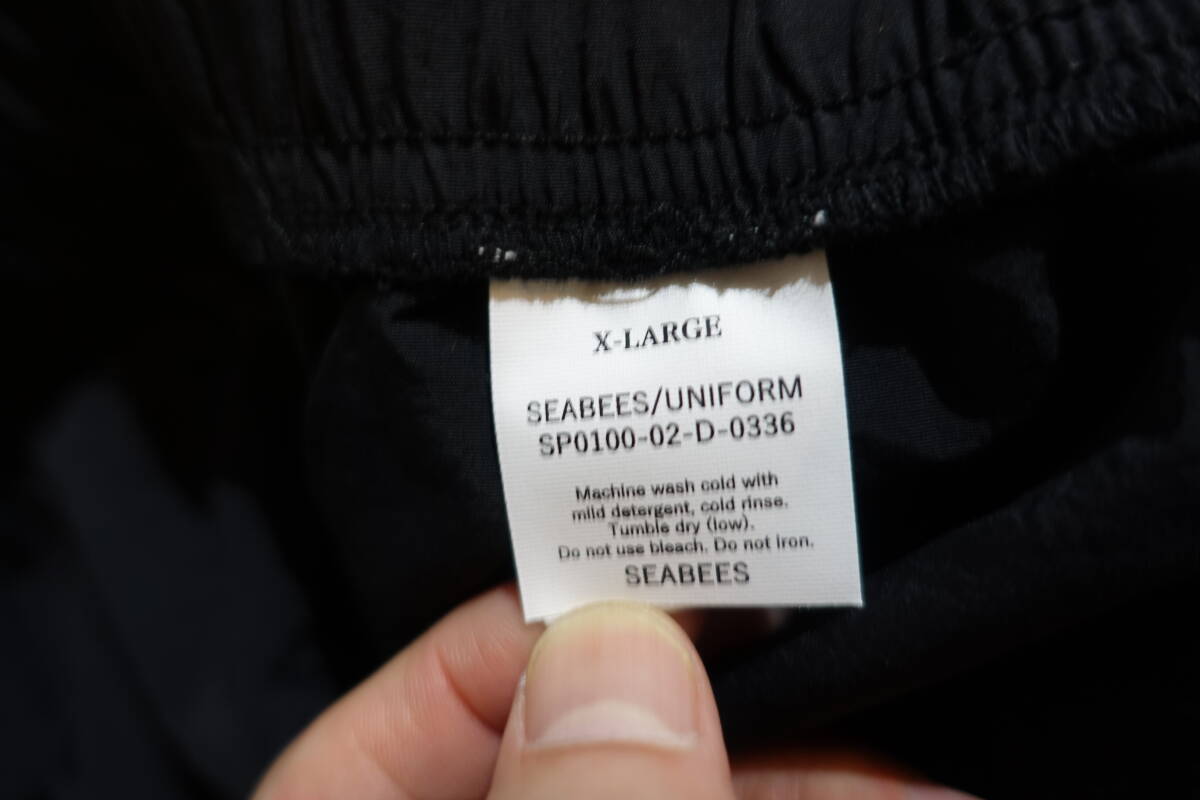 X-LARGE
SEABEES/UNIFORM
SP0100-02-D-0336
Machine wash cold with
mild detergent, cold rinse.
Tumble dry (low).
Do not use bleach. Do not iron.
SEABEES